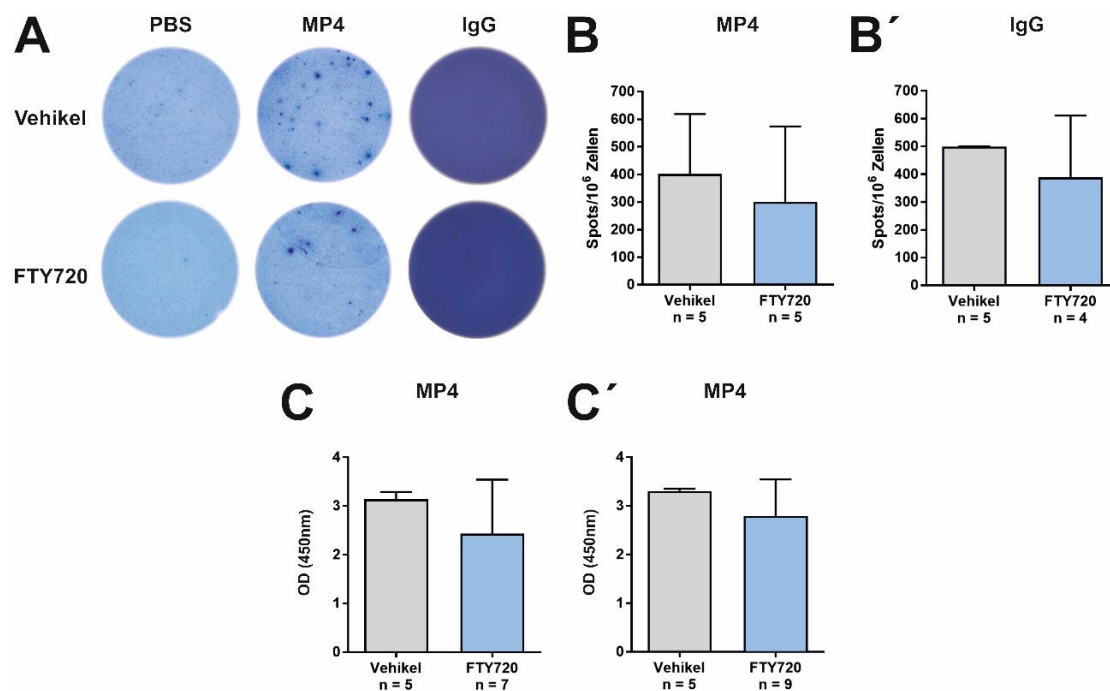 A
PBS
MP4
IgG
Vehikel
FTY720
B
MP4
Spots/10⁶ Zellen
700
600
500
400
300
200
100
0
Vehikel
n = 5
FTY720
n = 5
B´
IgG
Spots/10⁶ Zellen
700
600
500
400
300
200
100
0
Vehikel
n = 5
FTY720
n = 4
C
MP4
OD (450nm)
4
3
2
1
0
Vehikel
n = 5
FTY720
n = 7
C´
MP4
OD (450nm)
4
3
2
1
0
Vehikel
n = 5
FTY720
n = 9